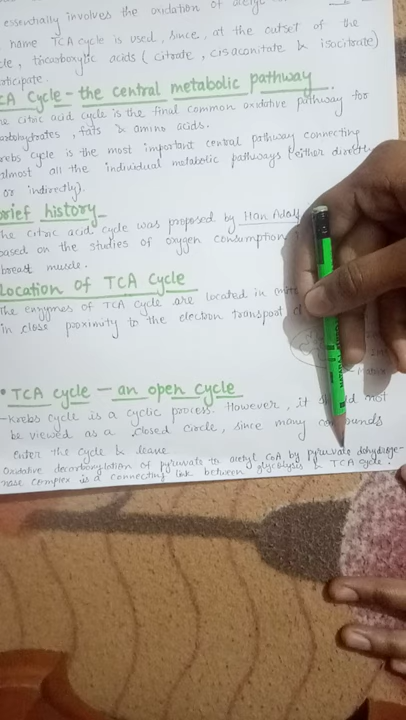 essentially involves the oxidation of acetyl
name TCA cycle is used, since, at the outset of the
cle, tricarboxylic acids (citrate, cis aconitate & isocitrate)
rticipate.
CA Cycle - the central metabolic pathway.
he citric acid cycle is the final common oxidative pathway for
arbohydrates, fats & amino acids.
rebs cycle is the most important central pathway connecting
almost all the individual metabolic pathways (either directly
or indirectly).
rief history
he citric acid cycle was proposed by Han Adolf
based on the studies of oxygen consumption
breast muscle.
Location of TCA Cycle
The enzymes of TCA cycle are located in mit
in close proximity to the electron transport c
• TCA cycle - an open cycle
Krebs cycle is a cyclic process. However, it should not
be viewed as a closed circle, since many compounds
enter the cycle & leave
Oxidative decarboxylation of pyruvate to acetyl CoA by pyruvate dehydroge-
nase complex is a connecting link between glycolysis & TCA cycle.